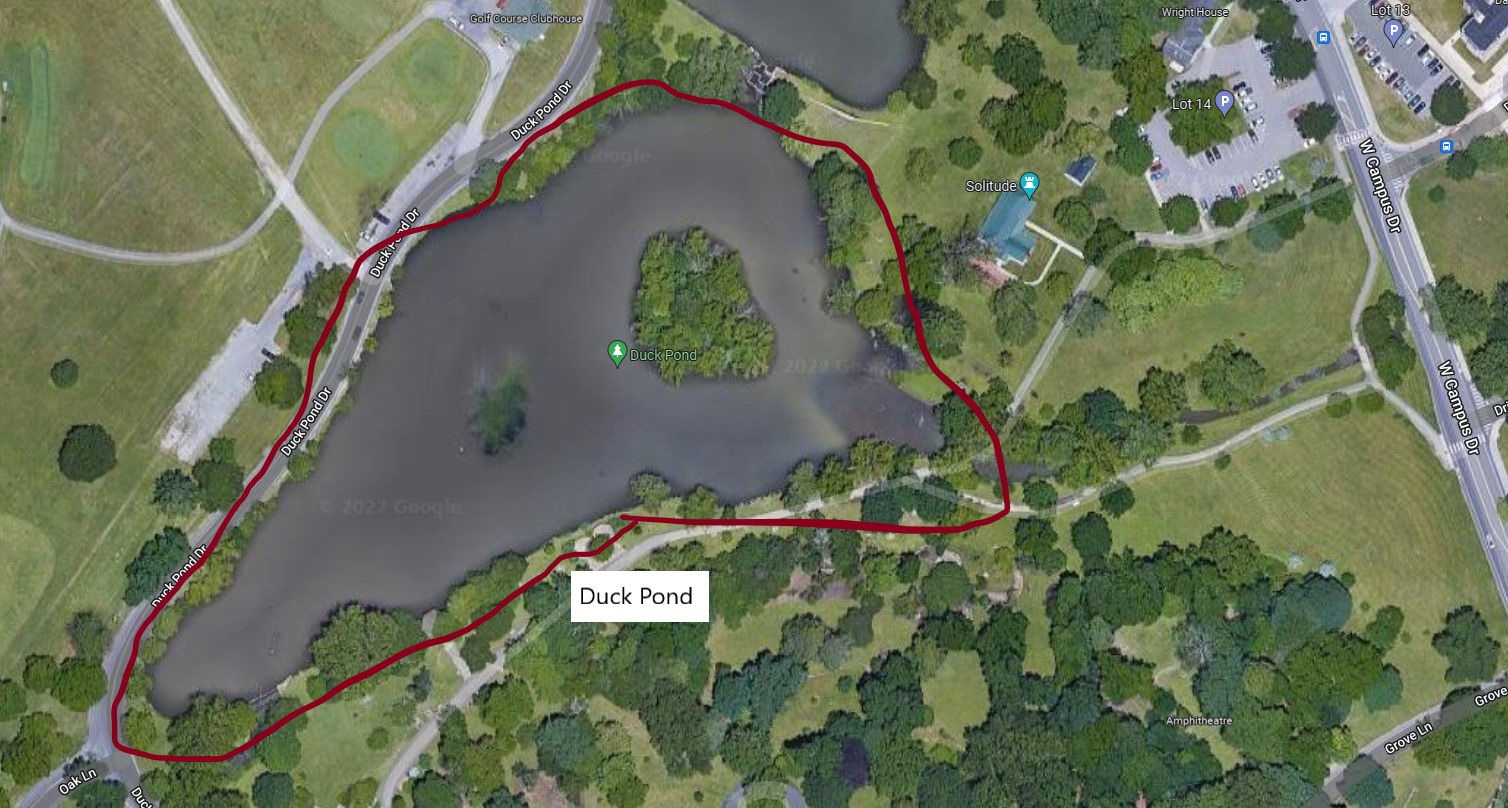 Golf Course Clubhouse
Wright House
Lot 13
P
Lot 14
P
Duck Pond Dr
W Campus Dr
Google
Solitude
Duck Pond Dr
Duck Pond
2022 Google
W Campus Dr
Duck Pond Dr
© 2022 Google
Duck Pond Dr
Duck Pond
Amphitheatre
Grove
Grove Ln
Oak Ln
Duc